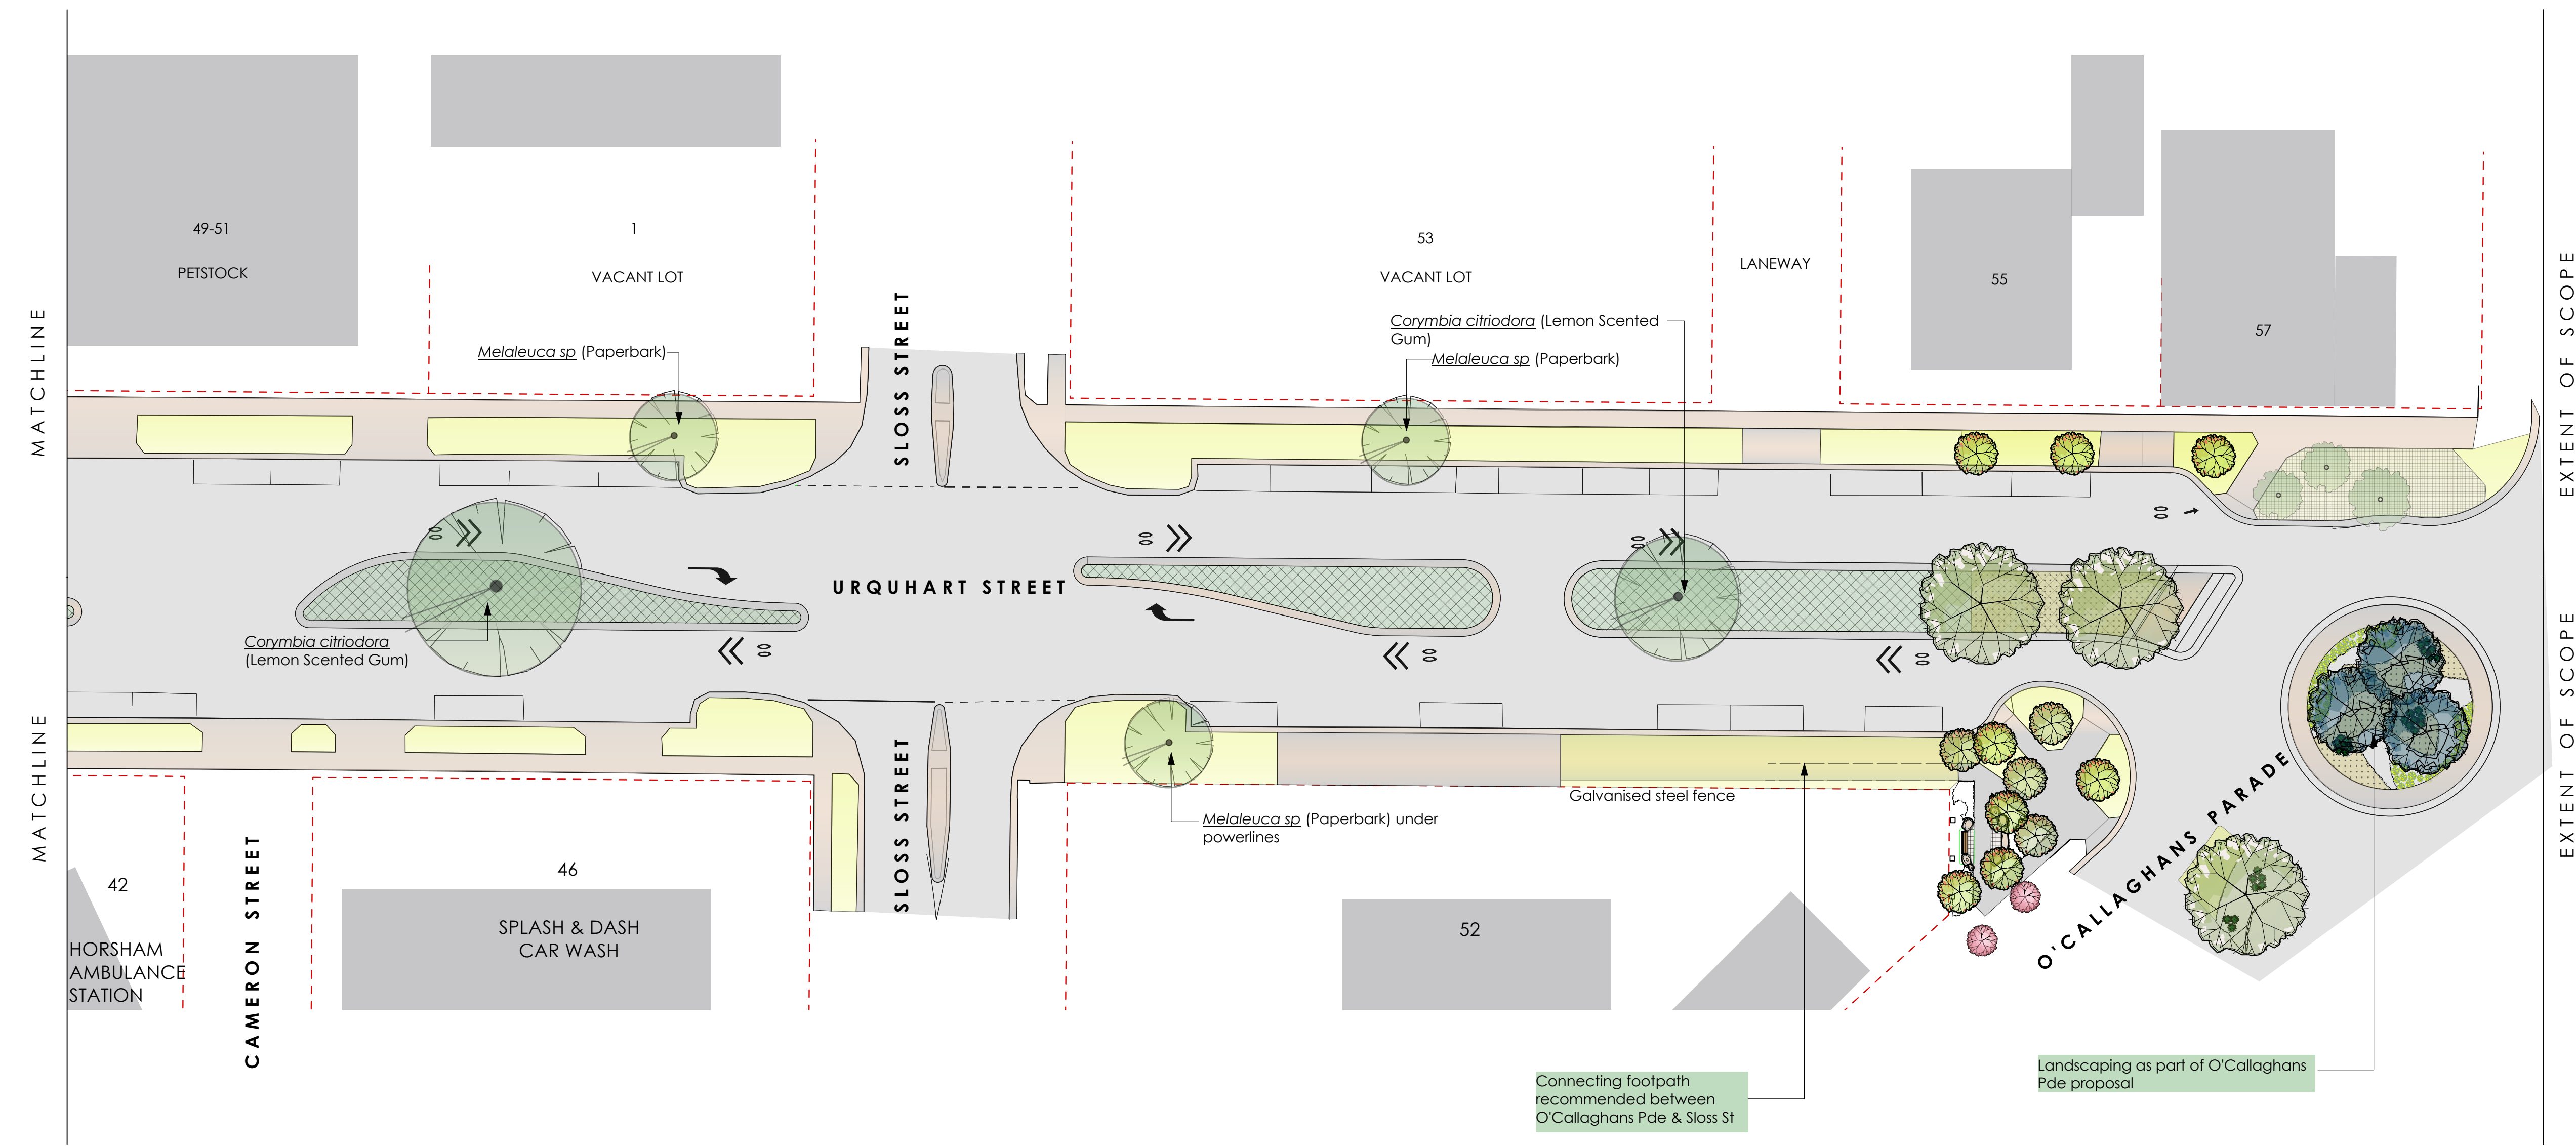 MATCHLINE
MATCHLINE
49-51
PETSTOCK
1
VACANT LOT
Melaleuca sp (Paperbark)
SLOSS STREET
53
VACANT LOT
Corymbia citriodora (Lemon Scented
Gum)
Melaleuca sp (Paperbark)
LANEWAY
55
57
EXTENT OF SCOPE
EXTENT OF SCOPE
URQUHART STREET
Corymbia citriodora
(Lemon Scented Gum)
Galvanised steel fence
Melaleuca sp (Paperbark) under
powerlines
SLOSS STREET
42
HORSHAM
AMBULANCE
STATION
CAMERON STREET
46
SPLASH & DASH
CAR WASH
52
O'CALLAGHANS PARADE
Connecting footpath
recommended between
O'Callaghans Pde & Sloss St
Landscaping as part of O'Callaghans
Pde proposal